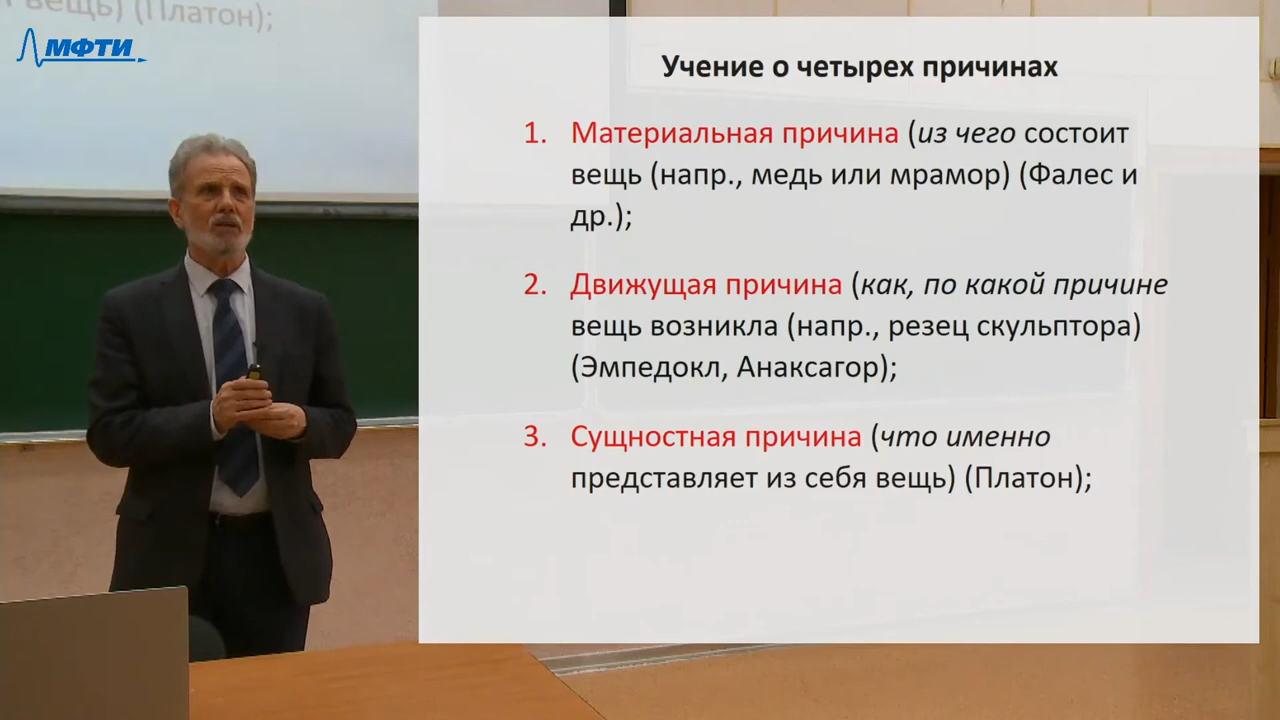 вещь) (Платон);
МФТИ
Учение о четырех причинах
1. Материальная причина (из чего состоит
вещь (напр., медь или мрамор) (Фалес и
др.);
2. Движущая причина (как, по какой причине
вещь возникла (напр., резец скульптора)
(Эмпедокл, Анаксагор);
3. Сущностная причина (что именно
представляет из себя вещь) (Платон);